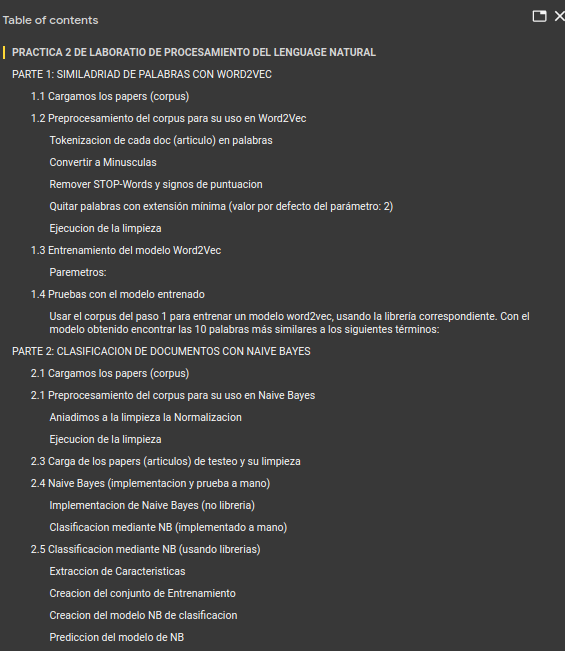 Table of contents
PRACTICA 2 DE LABORATIO DE PROCESAMIENTO DEL LENGUAGE NATURAL
PARTE 1: SIMILADRIAD DE PALABRAS CON WORD2VEC
1.1 Cargamos los papers (corpus)
1.2 Preprocesamiento del corpus para su uso en Word2Vec
Tokenizacion de cada doc (articulo) en palabras
Convertir a Minusculas
Remover STOP-Words y signos de puntuacion
Quitar palabras con extensión mínima (valor por defecto del parámetro: 2)
Ejecucion de la limpieza
1.3 Entrenamiento del modelo Word2Vec
Paremetros:
1.4 Pruebas con el modelo entrenado
Usar el corpus del paso 1 para entrenar un modelo word2vec, usando la librería correspondiente. Con el
modelo obtenido encontrar las 10 palabras más similares a los siguientes términos:
PARTE 2: CLASIFICACION DE DOCUMENTOS CON NAIVE BAYES
2.1 Cargamos los papers (corpus)
2.1 Preprocesamiento del corpus para su uso en Naive Bayes
Aniadimos a la limpieza la Normalizacion
Ejecucion de la limpieza
2.3 Carga de los papers (articulos) de testeo y su limpieza
2.4 Naive Bayes (implementacion y prueba a mano)
Implementacion de Naive Bayes (no libreria)
Clasificacion mediante NB (implementado a mano)
2.5 Classificacion mediante NB (usando librerias)
Extraccion de Caracteristicas
Creacion del conjunto de Entrenamiento
Creacion del modelo NB de clasificacion
Prediccion del modelo de NB